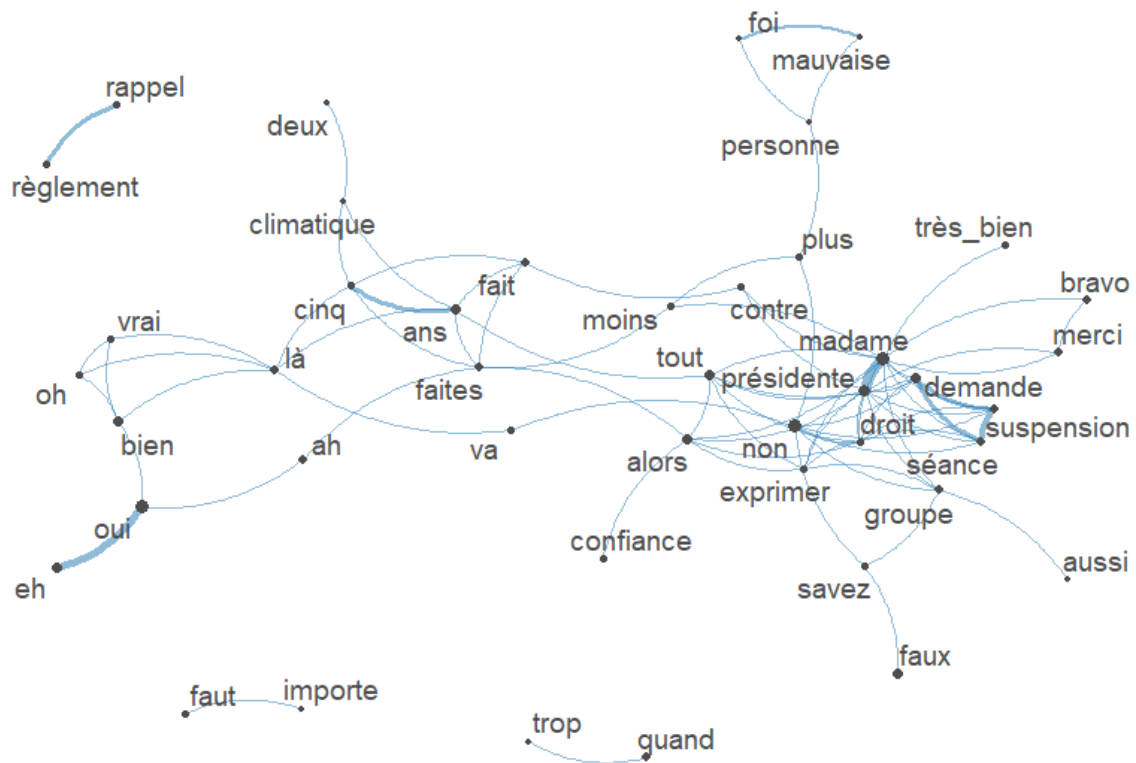 foi
mauvaise
rappel
deux
personne
règlement
climatique
plus
très_bien
fait
bravo
cinq
vrai
ans
moins
contre
madame
merci
là
tout
présidente
demande
oh
faites
droit
suspension
bien
ah
va
alors
non
séance
exprimer
groupe
oui
confiance
aussi
eh
savez
faux
faut
importe
trop
quand